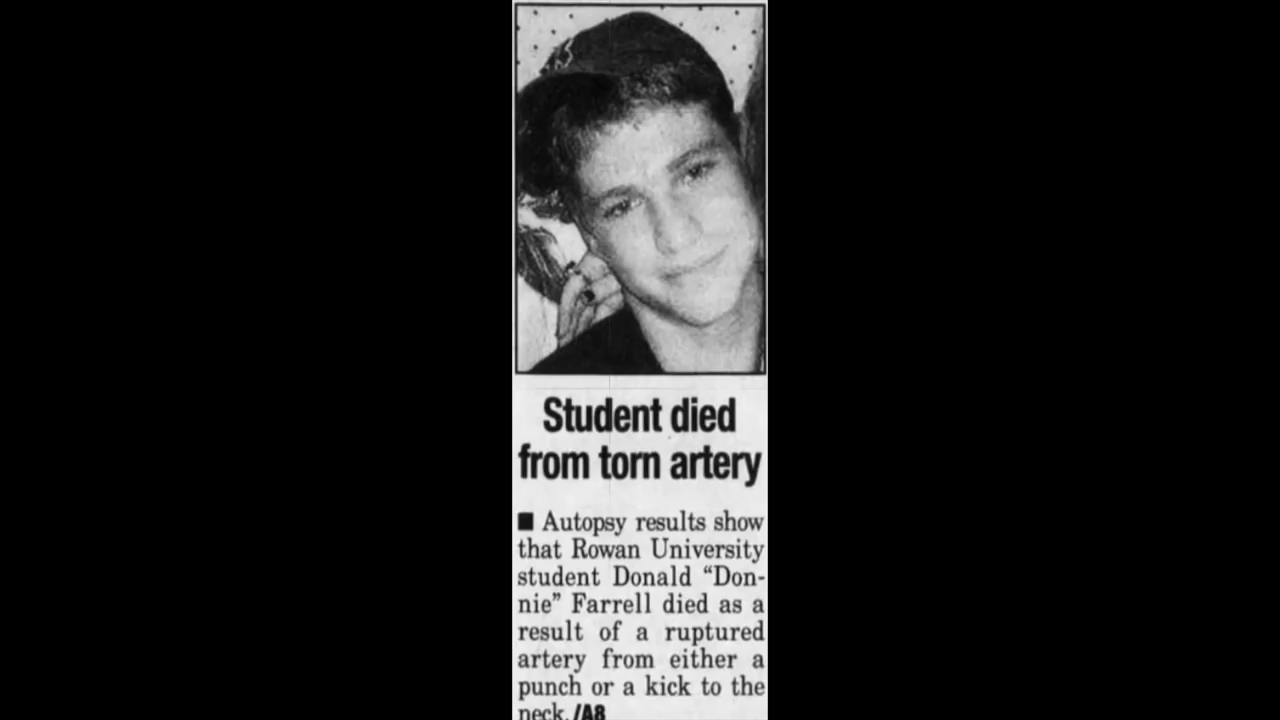 Student died
from torn artery
■ Autopsy results show
that Rowan University
student Donald “Don-
nie” Farrell died as a
result of a ruptured
artery from either a
punch or a kick to the
neck. /A8